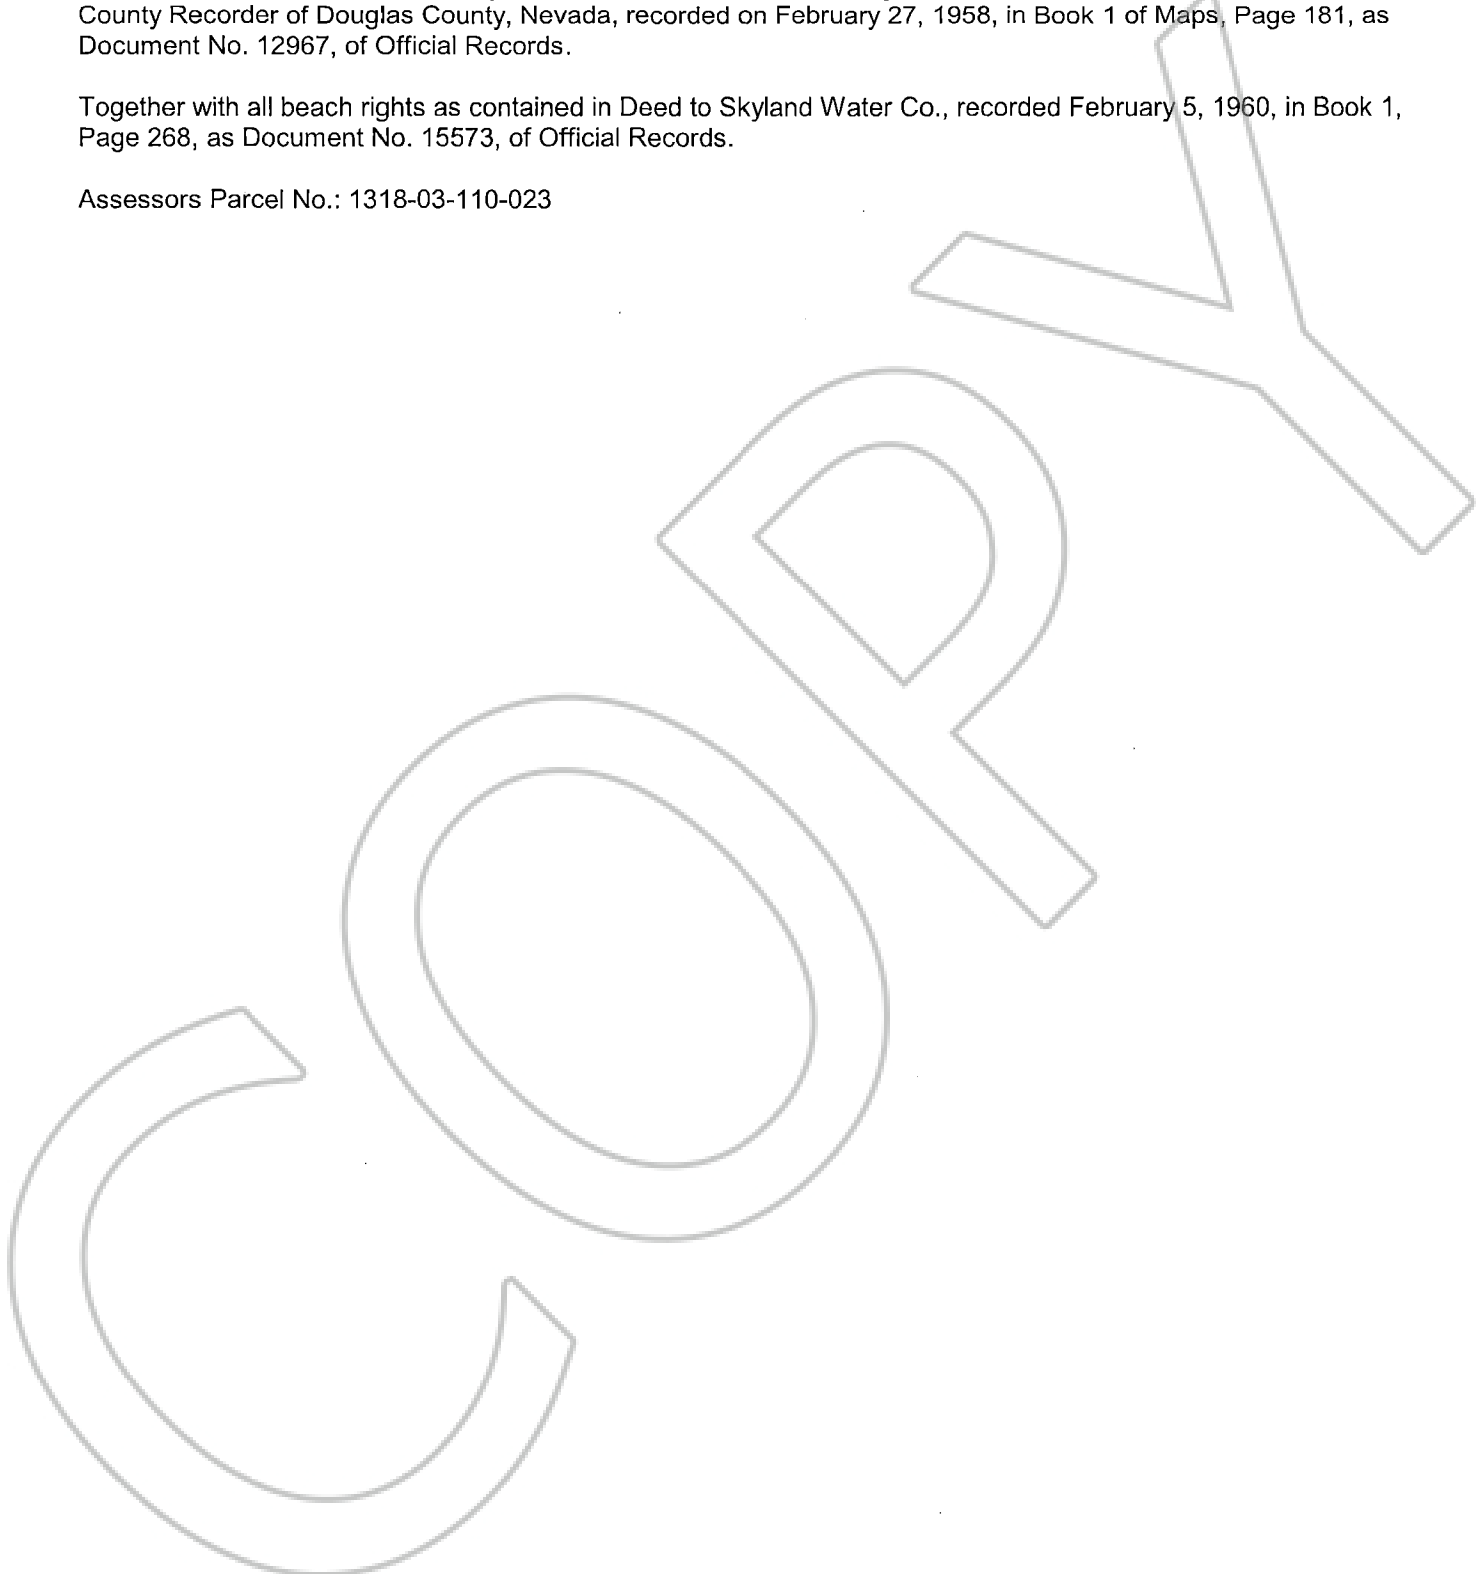 County Recorder of Douglas County, Nevada, recorded on February 27, 1958, in Book 1 of Maps, Page 181, as
Document No. 12967, of Official Records.
Together with all beach rights as contained in Deed to Skyland Water Co., recorded February 5, 1960, in Book 1,
Page 268, as Document No. 15573, of Official Records.
Assessors Parcel No.: 1318-03-110-023
COPY